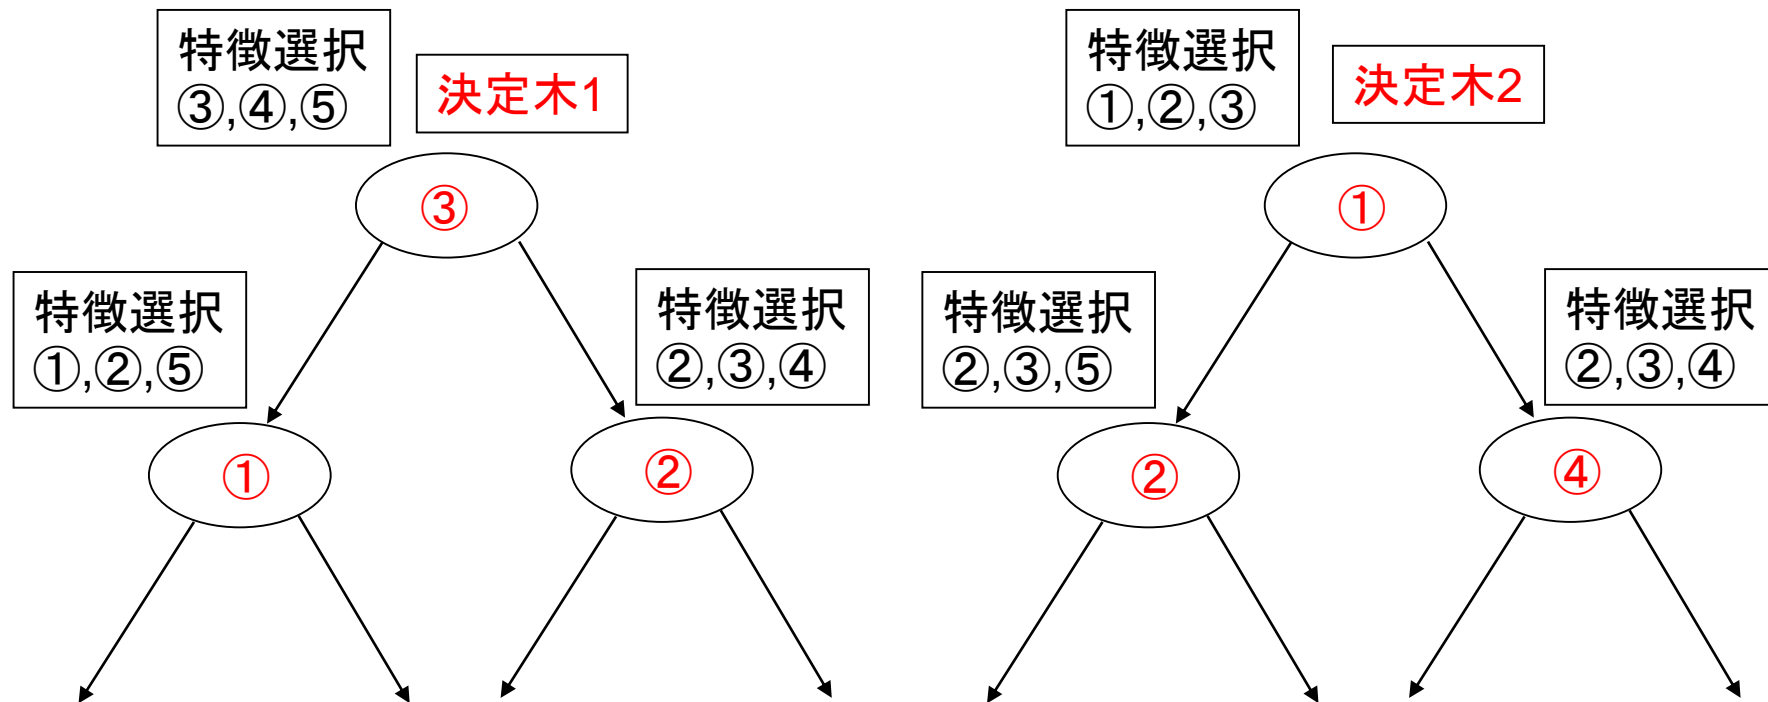 特徴選択
③,④,⑤
決定木1
③
特徴選択
①,②,⑤
特徴選択
②,③,④
①
②
特徴選択
①,②,③
決定木2
①
特徴選択
②,③,⑤
特徴選択
②,③,④
②
④